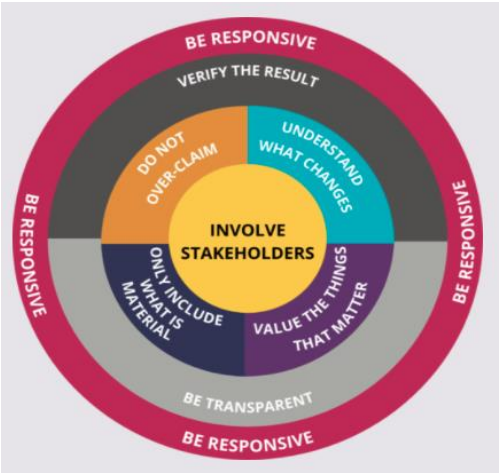 BE RESPONSIVE
VERIFY THE RESULT
DO NOT
OVER-CLAIM
UNDERSTAND
WHAT CHANGES
BE RESPONSIVE
INVOLVE
STAKEHOLDERS
BE RESPONSIVE
ONLY INCLUDE
WHAT IS
MATERIAL
VALUE THE THINGS
THAT MATTER
BE TRANSPARENT
BE RESPONSIVE